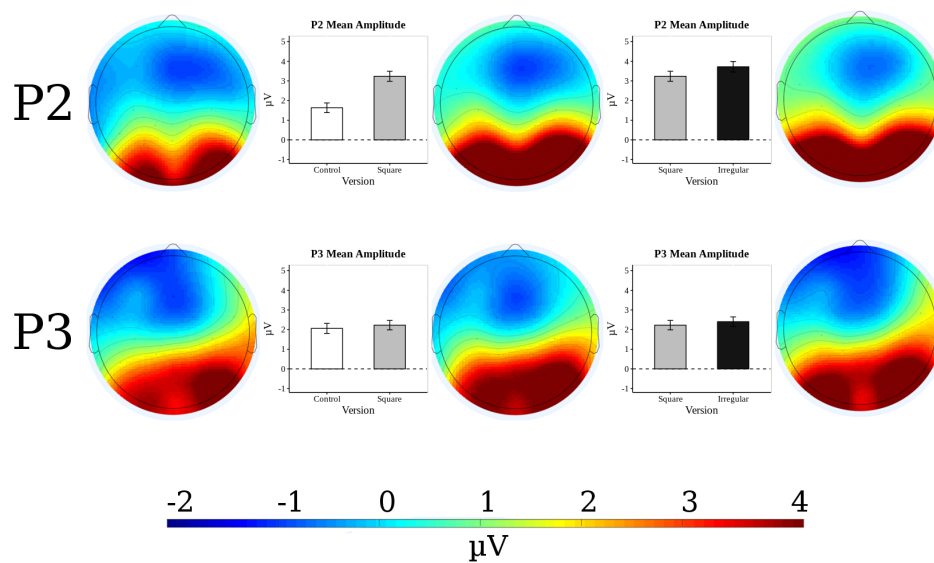 P2
P2 Mean Amplitude
5
4
3
2
1
0
-1
µV
Control Square
Version
P2 Mean Amplitude
5
4
3
2
1
0
-1
µV
Square Irregular
Version
P3
P3 Mean Amplitude
5
4
3
2
1
0
-1
µV
Control Square
Version
P3 Mean Amplitude
5
4
3
2
1
0
-1
µV
Square Irregular
Version
-2 -1 0 1 2 3 4
µV